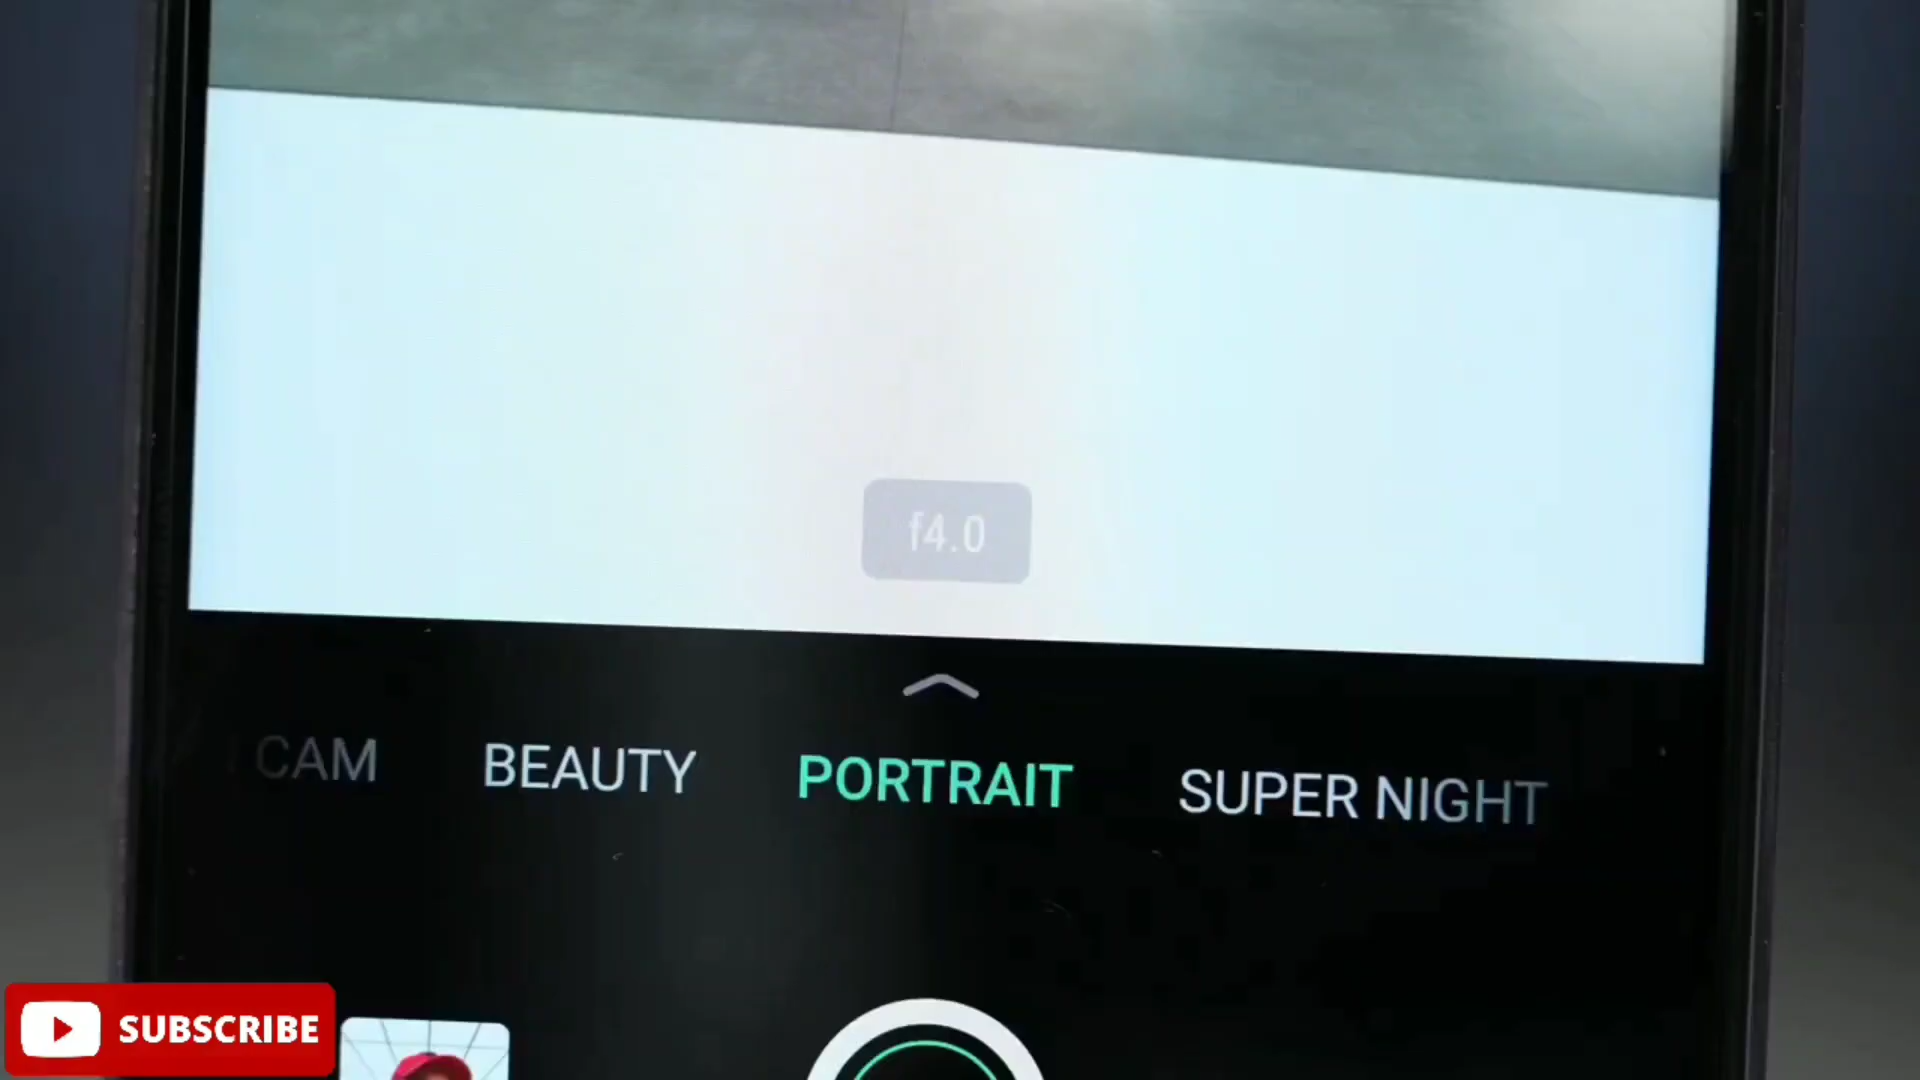 f4.0
CAM
BEAUTY
PORTRAIT
SUPER NIGHT
SUBSCRIBE